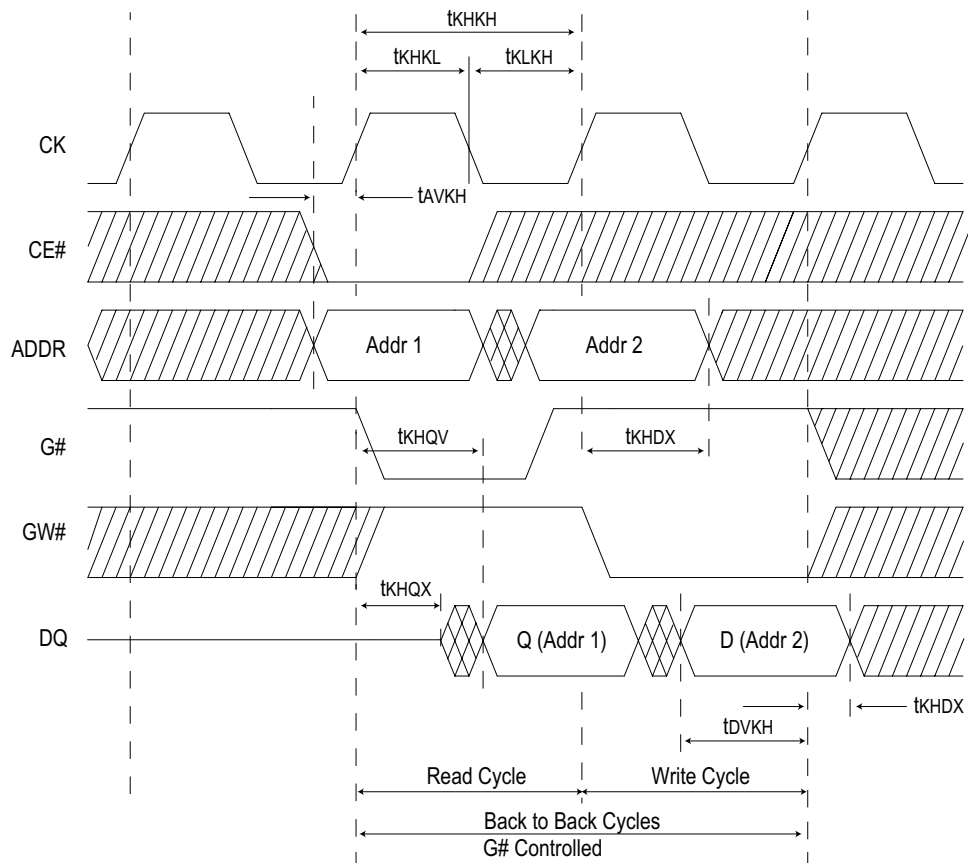 tKHKH
tKHKL
tKLKH
CK
tAVKH
CE#
ADDR
Addr 1
Addr 2
G#
tKHQV
tKHDX
GW#
tKHQX
DQ
Q (Addr 1)
D (Addr 2)
tKHDX
tDVKH
Read Cycle
Write Cycle
Back to Back Cycles
G# Controlled